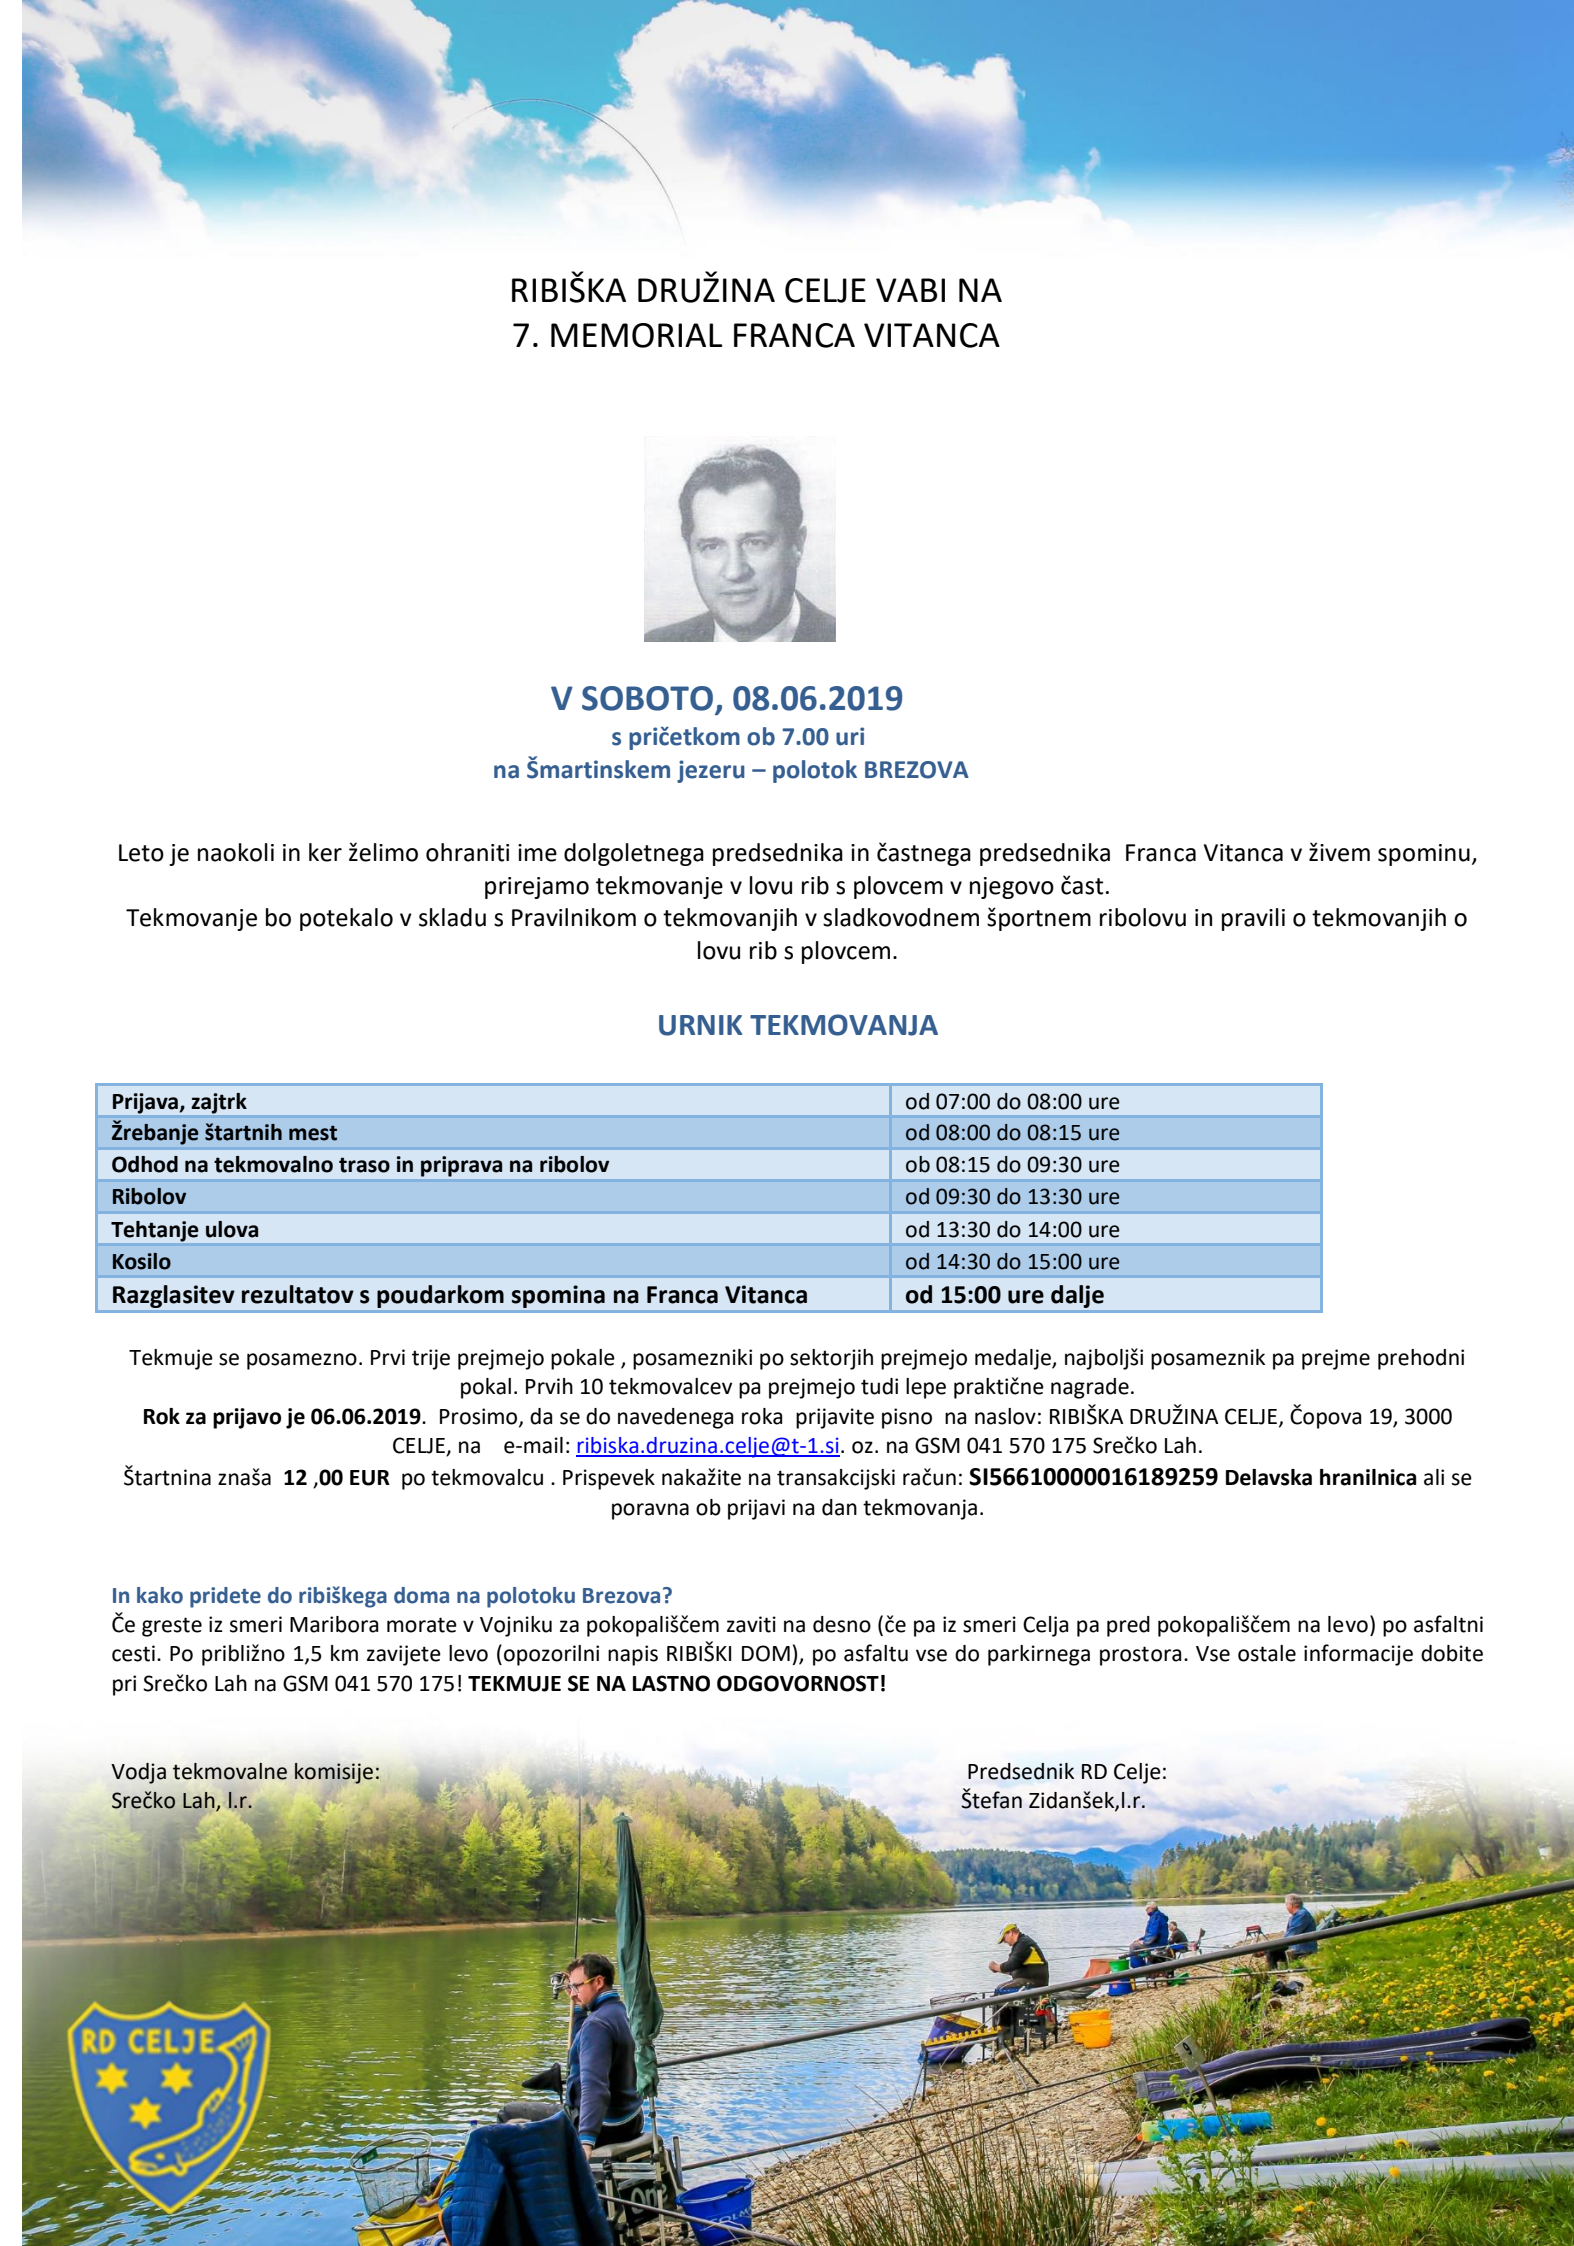 RIBIŠKA DRUŽINA CELJE VABI NA
7. MEMORIAL FRANCA VITANCA
V SOBOTO, 08.06.2019
s pričetkom ob 7.00 uri
na Šmartinskem jezeru – polotok BREZOVA
Leto je naokoli in ker želimo ohraniti ime dolgoletnega predsednika in častnega predsednika Franca Vitanca v živem spominu,
prirejamo tekmovanje v lovu rib s plovcem v njegovo čast.
Tekmovanje bo potekalo v skladu s Pravilnikom o tekmovanjih v sladkovodnem športnem ribolovu in pravili o tekmovanjih o
lovu rib s plovcem.
URNIK TEKMOVANJA
Prijava, zajtrk od 07:00 do 08:00 ure
Žrebanje štartnih mest od 08:00 do 08:15 ure
Odhod na tekmovalno traso in priprava na ribolov ob 08:15 do 09:30 ure
Ribolov od 09:30 do 13:30 ure
Tehtanje ulova od 13:30 do 14:00 ure
Kosilo od 14:30 do 15:00 ure
Razglasitev rezultatov s poudarkom spomina na Franca Vitanca od 15:00 ure dalje
Tekmuje se posamezno. Prvi trije prejmejo pokale , posamezniki po sektorjih prejmejo medalje, najboljši posameznik pa prejme prehodni
pokal. Prvih 10 tekmovalcev pa prejmejo tudi lepe praktične nagrade.
Rok za prijavo je 06.06.2019. Prosimo, da se do navedenega roka prijavite pisno na naslov: RIBIŠKA DRUŽINA CELJE, Čopova 19, 3000
CELJE, na e-mail: ribiska.druzina.celje@t-1.si. oz. na GSM 041 570 175 Srečko Lah.
Štartnina znaša 12 ,00 EUR po tekmovalcu . Prispevek nakažite na transakcijski račun: SI56610000016189259 Delavska hranilnica ali se
poravna ob prijavi na dan tekmovanja.
In kako pridete do ribiškega doma na polotoku Brezova?
Če greste iz smeri Maribora morate v Vojniku za pokopališčem zaviti na desno (če pa iz smeri Celja pa pred pokopališčem na levo) po asfaltni
cesti. Po približno 1,5 km zavijete levo (opozorilni napis RIBIŠKI DOM), po asfaltu vse do parkirnega prostora. Vse ostale informacije dobite
pri Srečko Lah na GSM 041 570 175! TEKMUJE SE NA LASTNO ODGOVORNOST!
Vodja tekmovalne komisije: Predsednik RD Celje:
Srečko Lah, l.r. Štefan Zidanšek,l.r.
RD CELJE
9